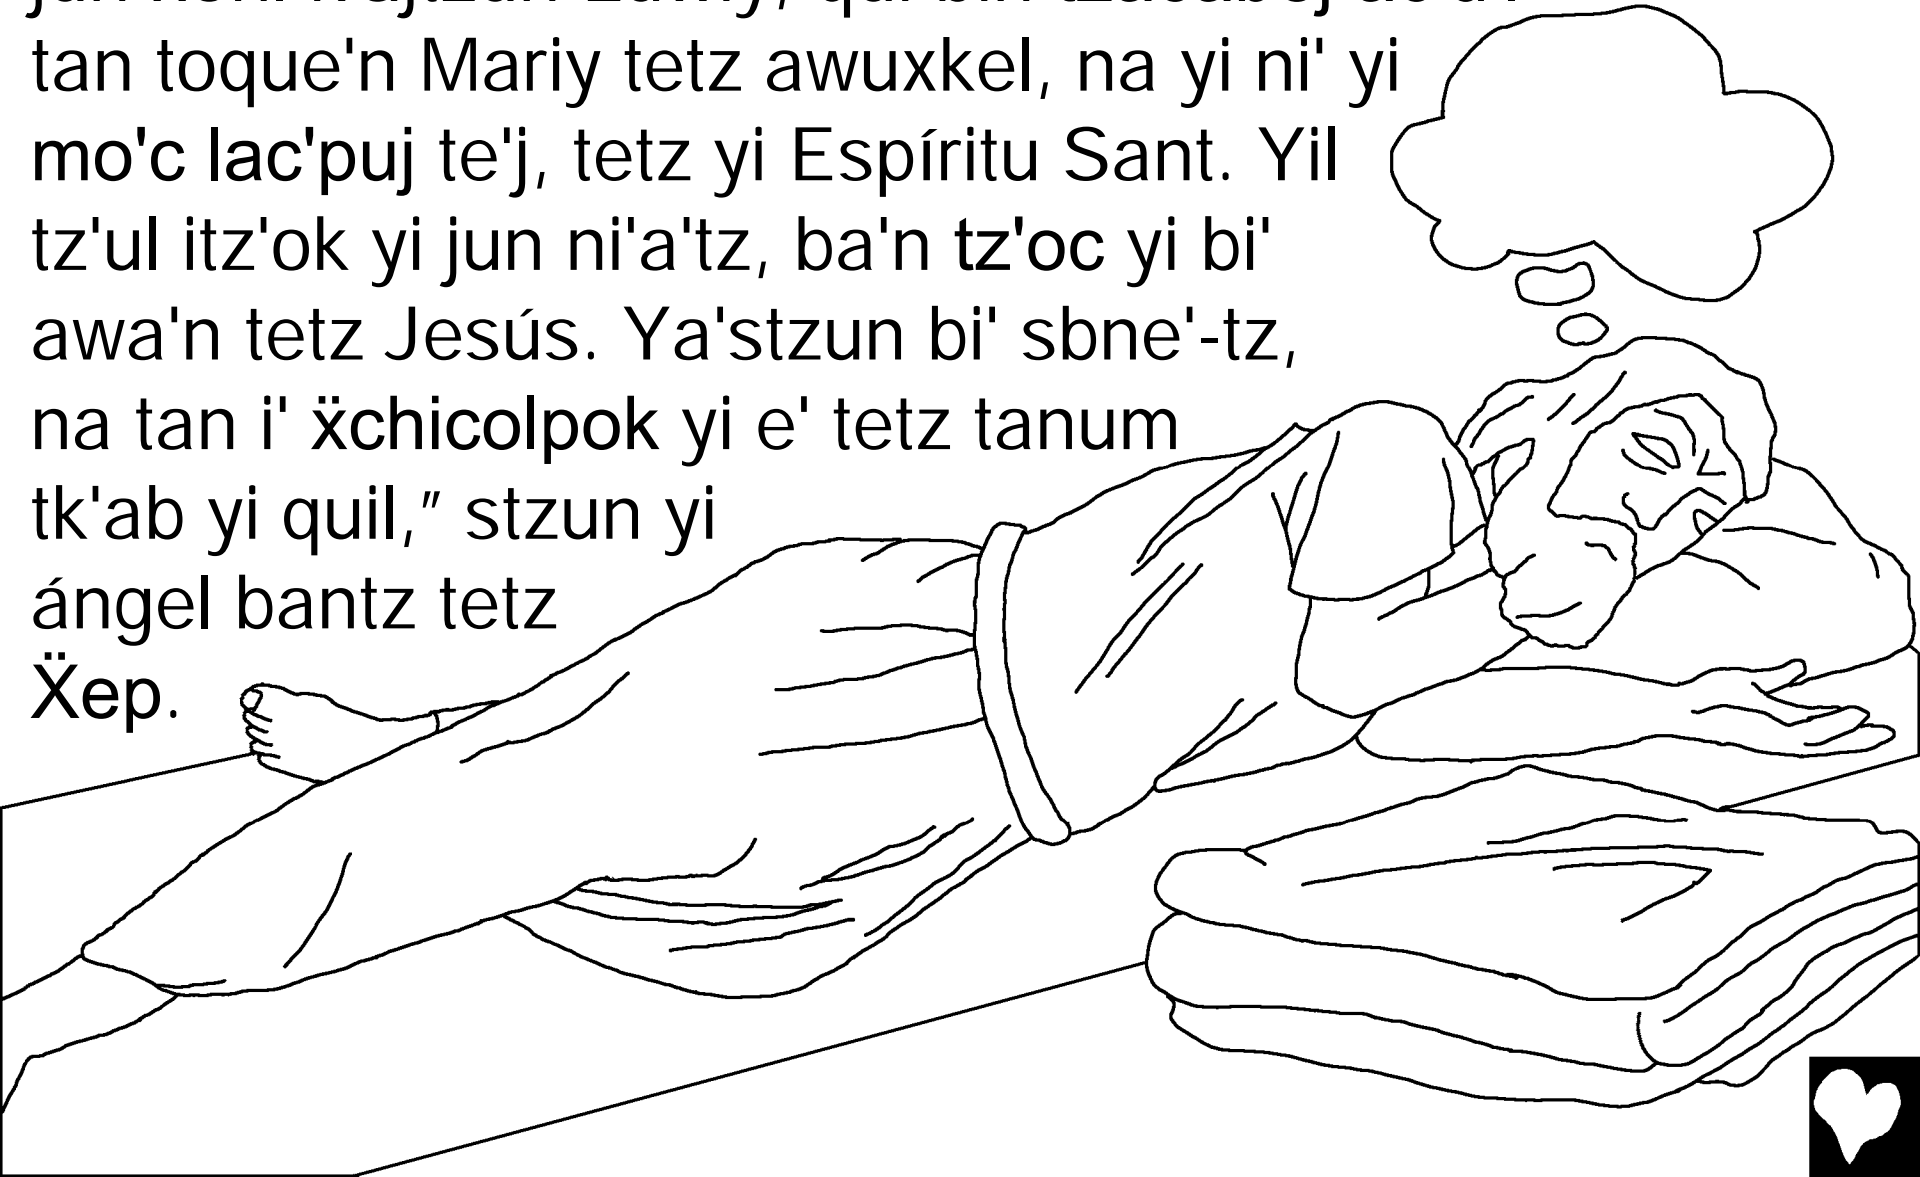 tan toque'n Mariy tetz awuxkel, na yi ni' yi
mo'c lac'puj te'j, tetz yi Espíritu Sant. Yil
tz'ul itz'ok yi jun ni'a'tz, ba'n tz'oc yi bi'
awa'n tetz Jesús. Ya'stzun bi' sbne'-tz,
na tan i' ẍchicolpok yi e' tetz tanum
tk'ab yi quil," stzun yi
ángel bantz tetz
Ẍep.